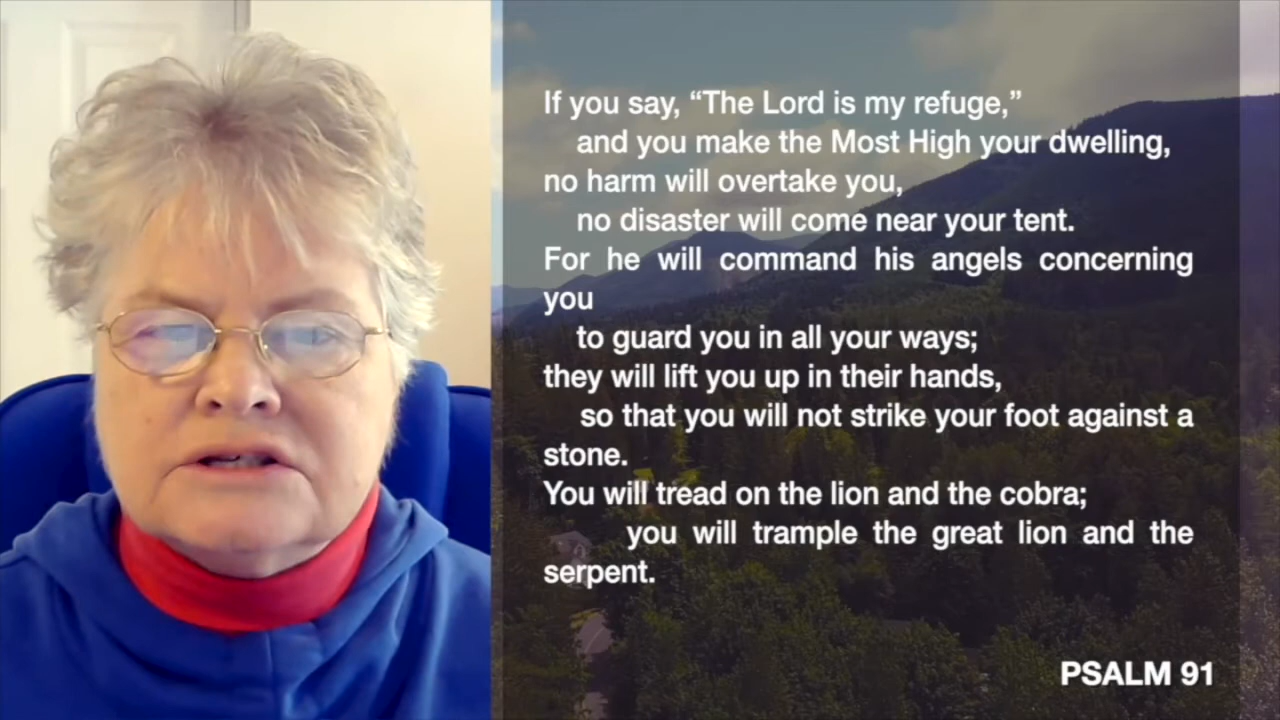 If you say, “The Lord is my refuge,”
and you make the Most High your dwelling,
no harm will overtake you,
no disaster will come near your tent.
For he will command his angels concerning
you
to guard you in all your ways;
they will lift you up in their hands,
so that you will not strike your foot against a
stone.
You will tread on the lion and the cobra;
you will trample the great lion and the
serpent.
PSALM 91